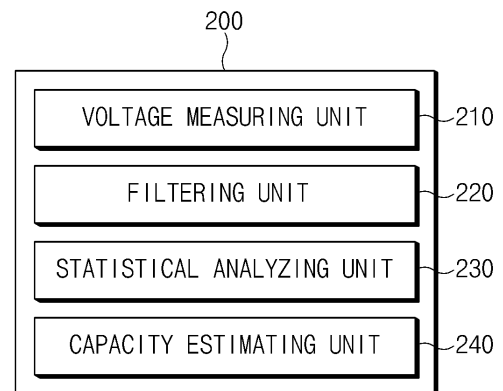 200
VOLTAGE MEASURING UNIT 210
FILTERING UNIT 220
STATISTICAL ANALYZING UNIT 230
CAPACITY ESTIMATING UNIT 240